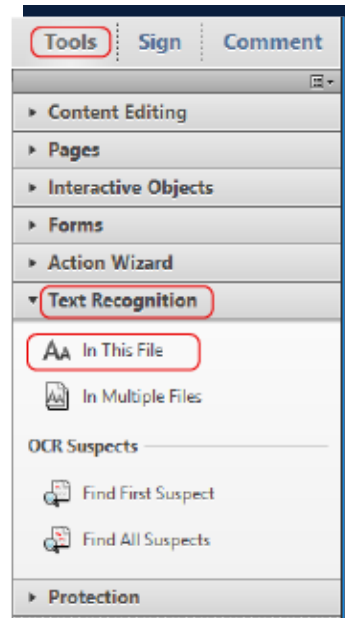 Tools Sign Comment
Content Editing
Pages
Interactive Objects
Forms
Action Wizard
Text Recognition
AA In This File
In Multiple Files
OCR Suspects
Find First Suspect
Find All Suspects
Protection